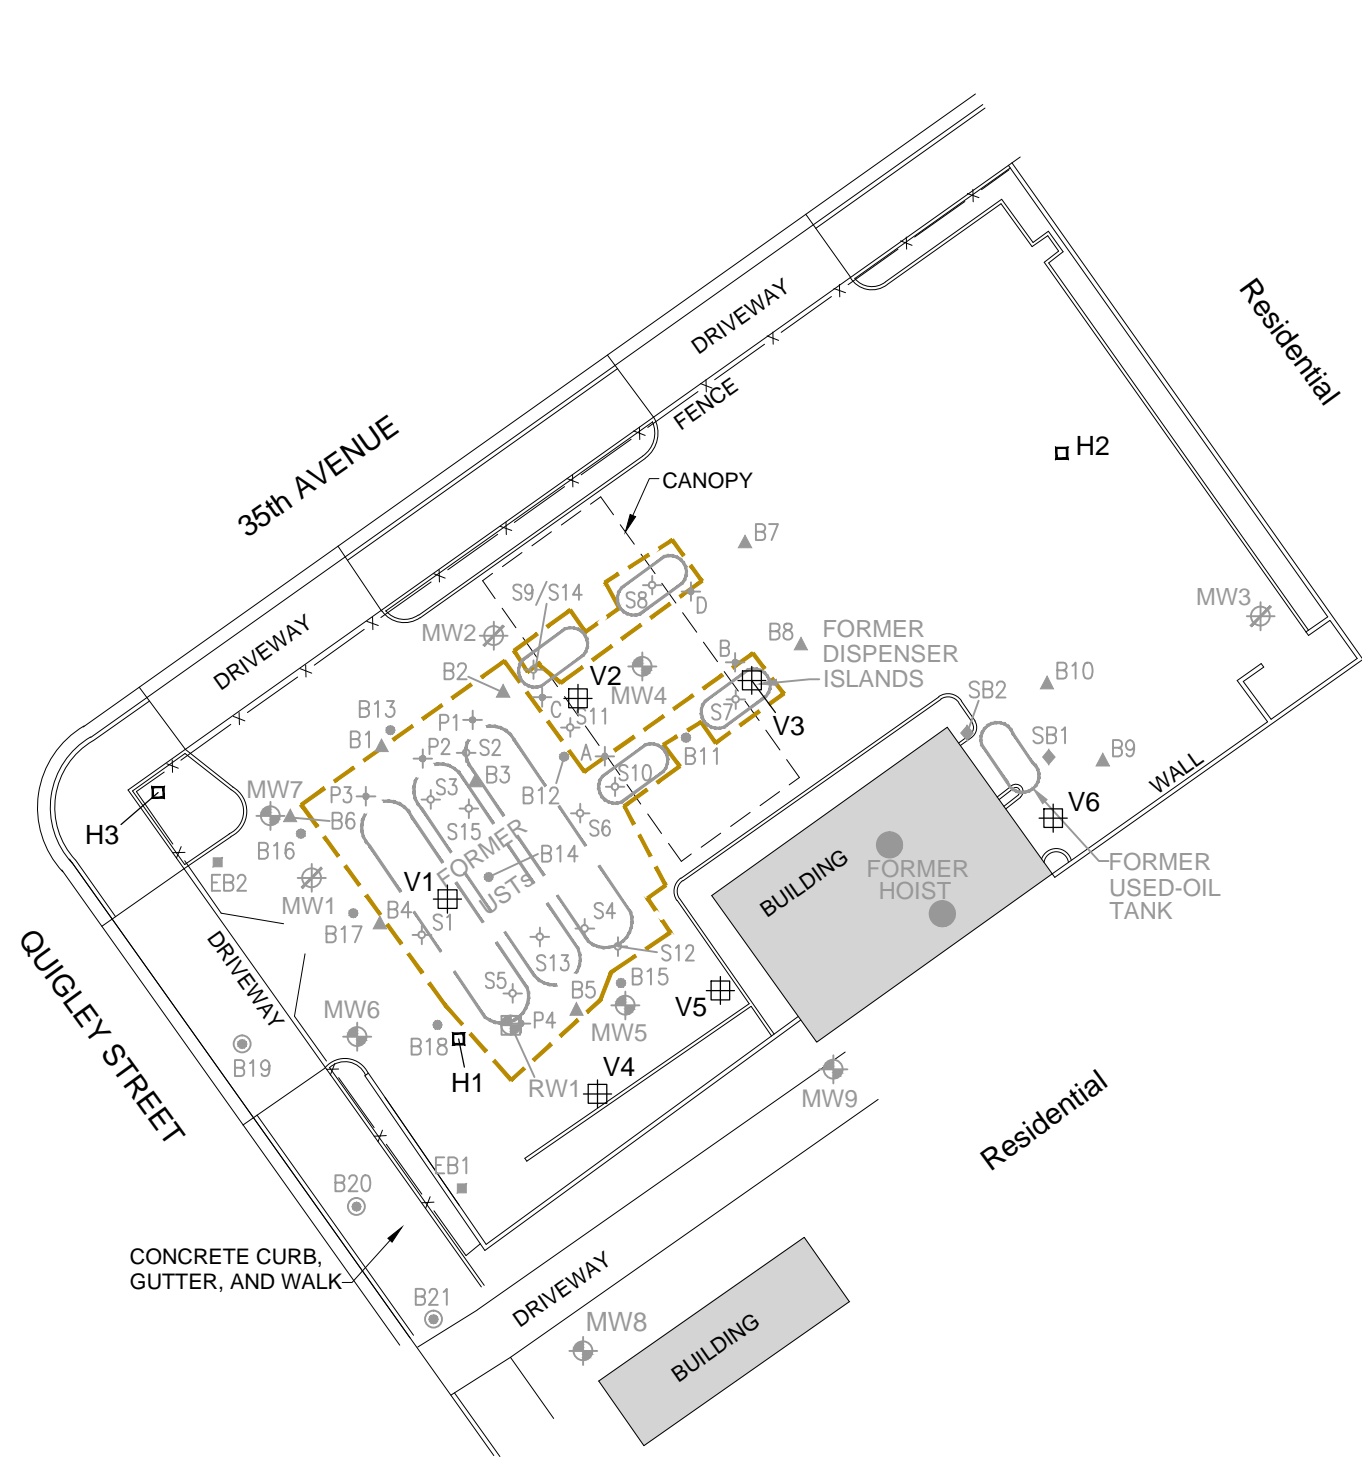 DRIVEWAY
Residential
35th AVENUE
FENCE
H2
CANOPY
B7
S9/S14
S8
D
MW3
MW2
DRIVEWAY
B8
FORMER
DISPENSER
ISLANDS
B
B2
V2
MW4
B10
C
SB2
B13
P1
S11
S7
V3
B1
P2
S2
A
B11
SB1
B9
WALL
MW7
P3
S3
B3
S10
B12
V6
H3
B6
S15
S6
B16
FORMER
USTs
B14
BUILDING
FORMER
HOIST
FORMER
USED-OIL
TANK
EB2
V1
MW1
B4
S1
S4
B17
QUIGLEY STREET
DRIVEWAY
S13
S12
S5
B15
B5
V5
MW6
P4
MW5
B18
B19
H1
RW1
V4
MW9
Residential
EB1
B20
CONCRETE CURB,
GUTTER, AND WALK
B21
DRIVEWAY
MW8
BUILDING